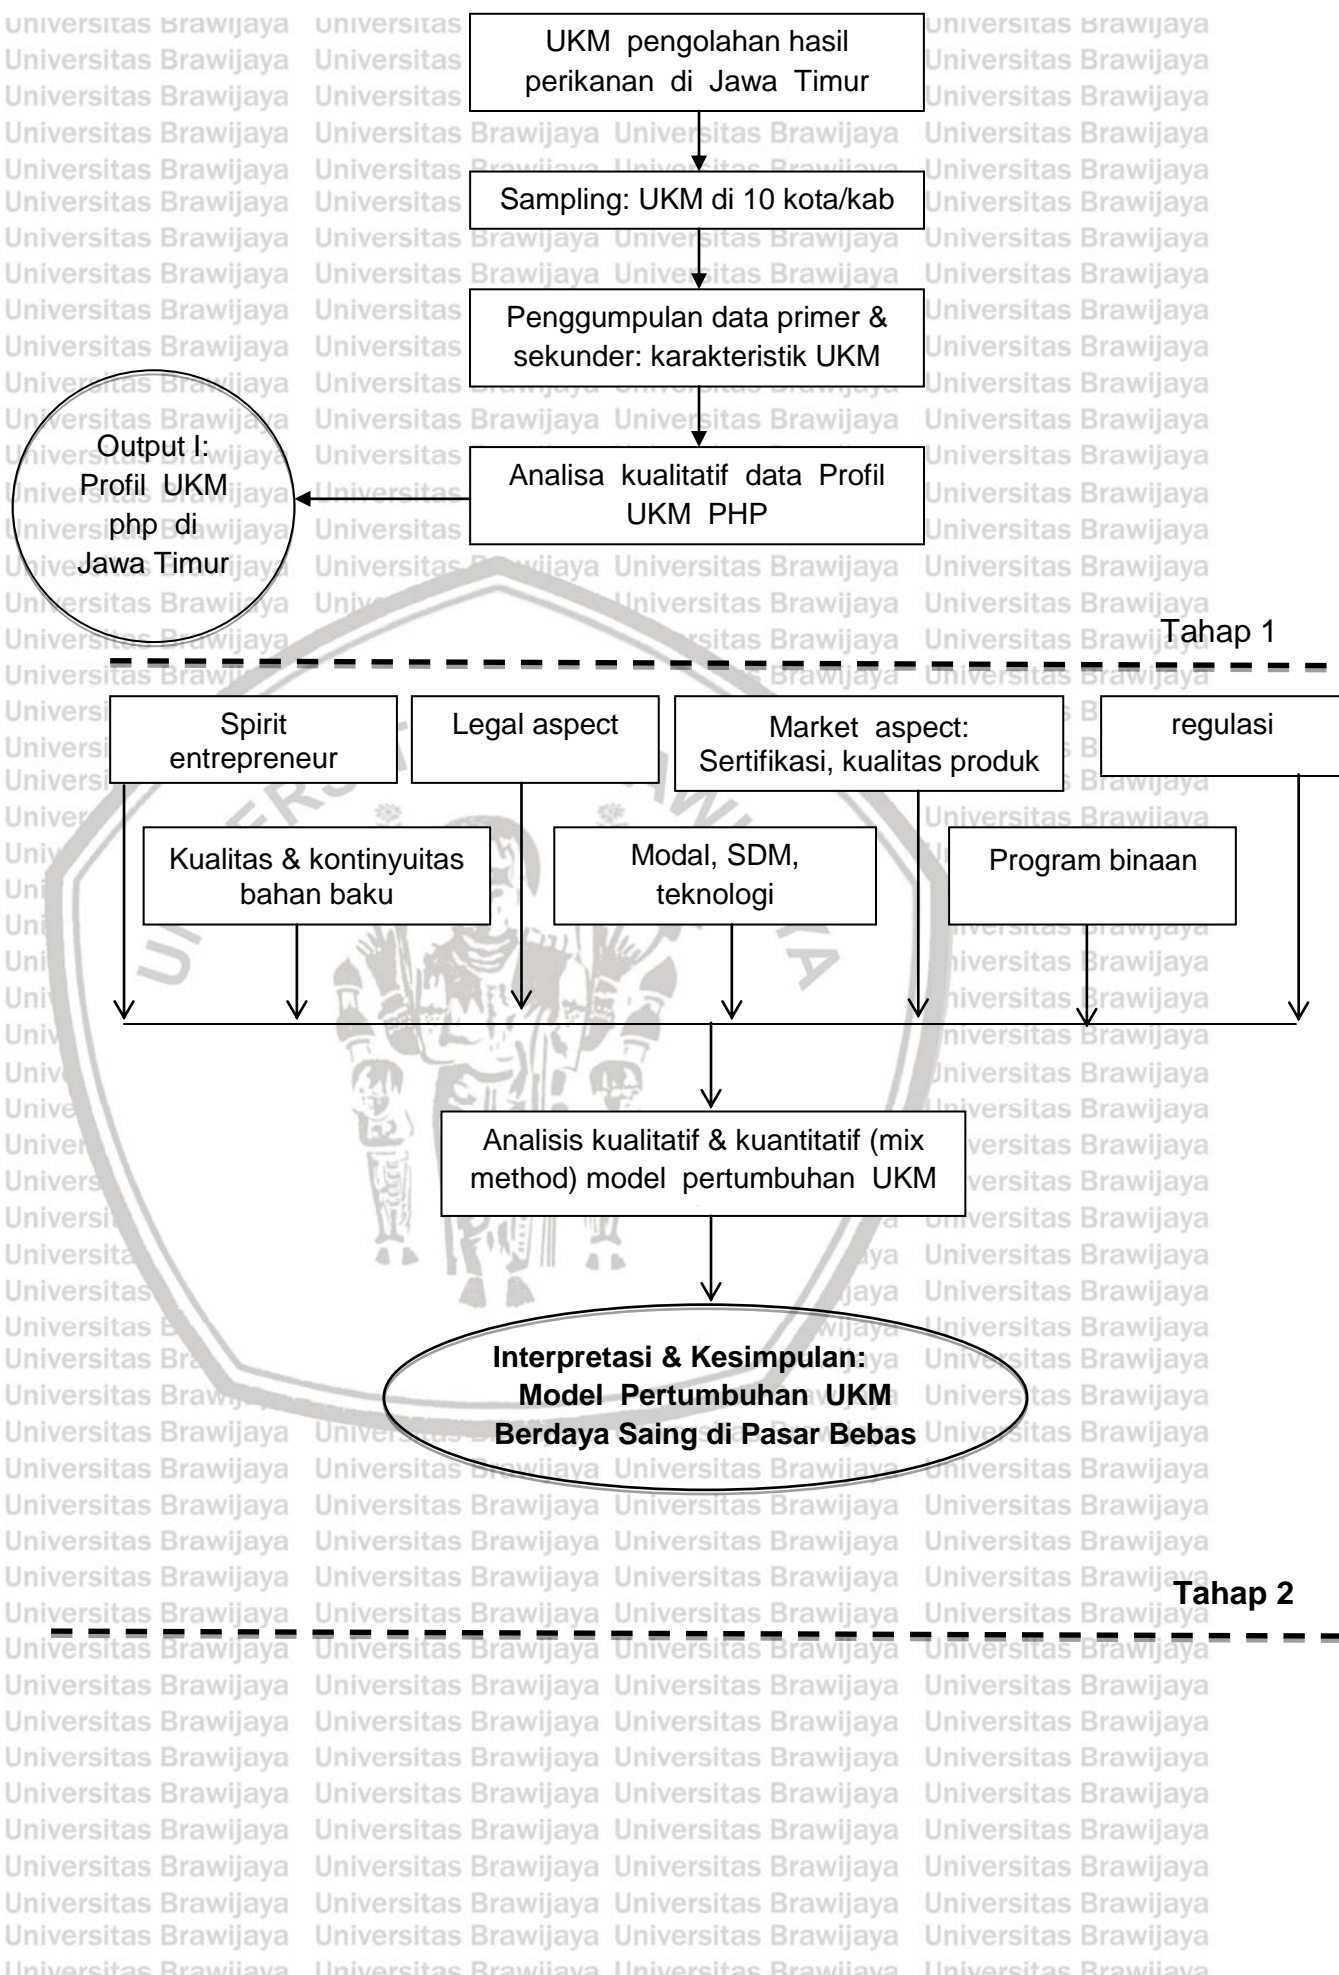 UKM pengolahan hasil
perikanan di Jawa Timur
Sampling: UKM di 10 kota/kab
Penggumpulan data primer &
sekunder: karakteristik UKM
Analisa kualitatif data Profil
UKM PHP
Output I:
Profil UKM
php di
Jawa Timur
Tahap 1
Spirit
entrepreneur
Legal aspect
Market aspect:
Sertifikasi, kualitas produk
regulasi
Kualitas & kontinyuitas
bahan baku
Modal, SDM,
teknologi
Program binaan
Analisis kualitatif & kuantitatif (mix
method) model pertumbuhan UKM
Interpretasi & Kesimpulan:
Model Pertumbuhan UKM
Berdaya Saing di Pasar Bebas
Tahap 2
Universitas Brawijaya